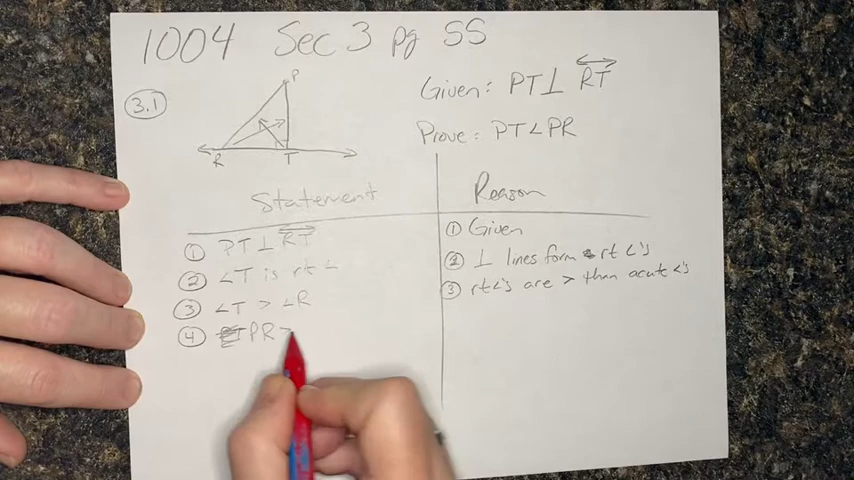 1004 Sec 3 pg SS
3.1
P
R
T
Given: PT ⊥ RT
Prove: PT < PR
Statement
Reason
① PT ⊥ RT
① Given
② ∠T is rt ∠
② ⊥ lines form rt ∠'s
③ ∠T > ∠R
③ rt ∠'s are > than acute ∠'s
④ PR >